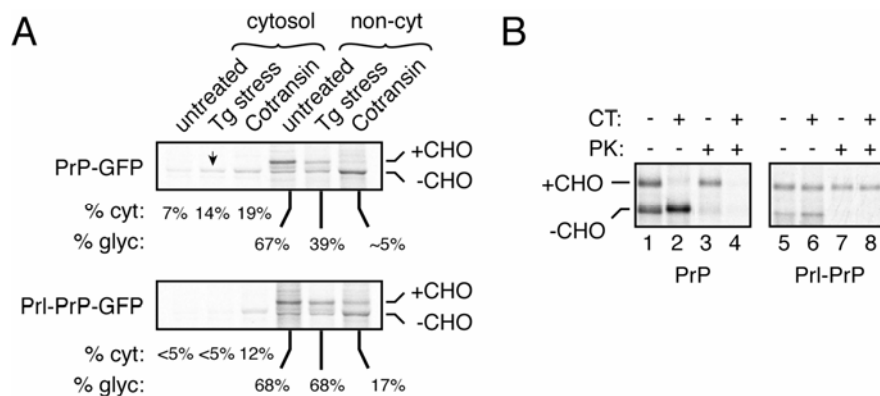 A
cytosol non-cyt
untreated Tg stress Cotransin untreated Tg stress Cotransin
PrP-GFP +CHO
-CHO
% cyt: 7% 14% 19%
% glyc: 67% 39% ~5%
Prl-PrP-GFP +CHO
-CHO
% cyt: <5% <5% 12%
% glyc: 68% 68% 17%
B
CT: - + - + - + - +
PK: - - + + - - + +
+CHO
-CHO
1 2 3 4 5 6 7 8
PrP Prl-PrP